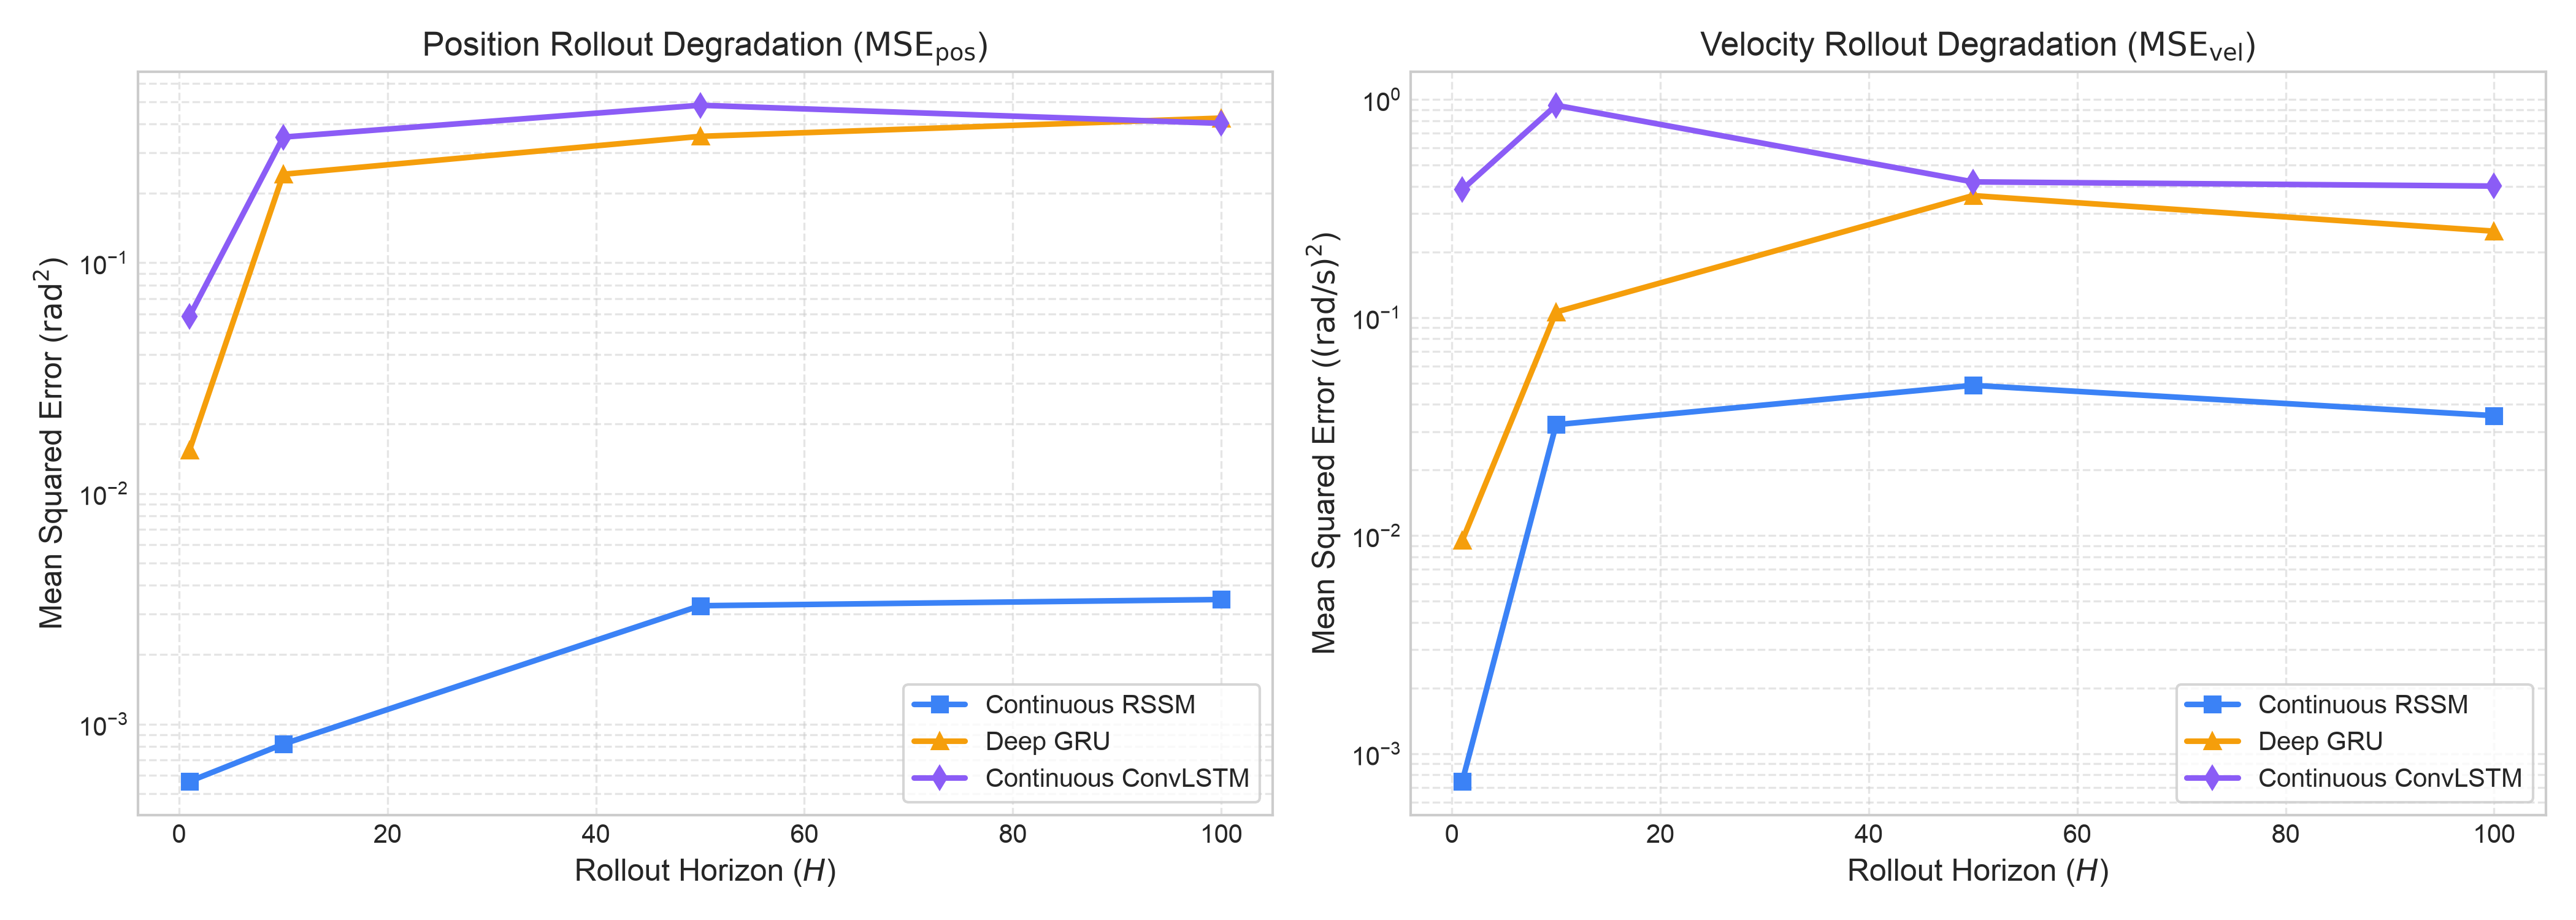 Position Rollout Degradation (MSE_pos)
Mean Squared Error (rad²)
10⁻¹
10⁻²
10⁻³
0 20 40 60 80 100
Rollout Horizon (H)
Continuous RSSM
Deep GRU
Continuous ConvLSTM
Velocity Rollout Degradation (MSE_vel)
Mean Squared Error ((rad/s)²)
10⁰
10⁻¹
10⁻²
10⁻³
0 20 40 60 80 100
Rollout Horizon (H)
Continuous RSSM
Deep GRU
Continuous ConvLSTM